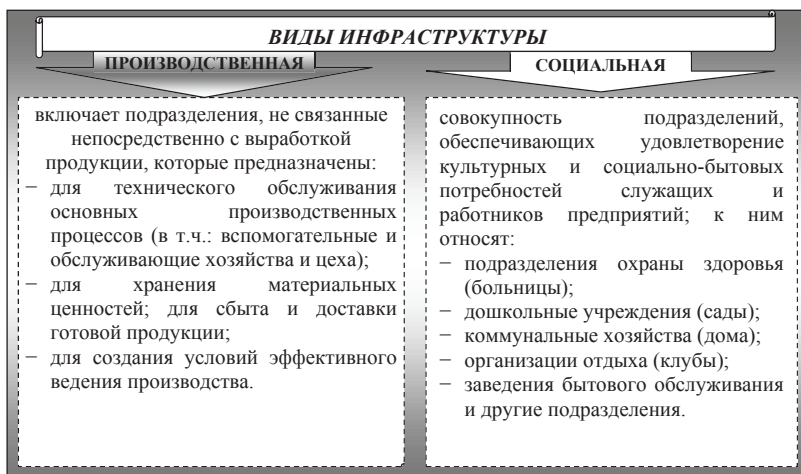 ВИДЫ ИНФРАСТРУКТУРЫ
ПРОИЗВОДСТВЕННАЯ
включает подразделения, не связанные
непосредственно с выработкой
продукции, которые предназначены:
− для технического обслуживания
основных производственных
процессов (в т.ч.: вспомогательные и
обслуживающие хозяйства и цеха);
− для хранения материальных
ценностей; для сбыта и доставки
готовой продукции;
− для создания условий эффективного
ведения производства.
СОЦИАЛЬНАЯ
совокупность подразделений,
обеспечивающих удовлетворение
культурных и социально-бытовых
потребностей служащих и
работников предприятий; к ним
относят:
− подразделения охраны здоровья
(больницы);
− дошкольные учреждения (сады);
− коммунальные хозяйства (дома);
− организации отдыха (клубы);
− заведения бытового обслуживания
и другие подразделения.